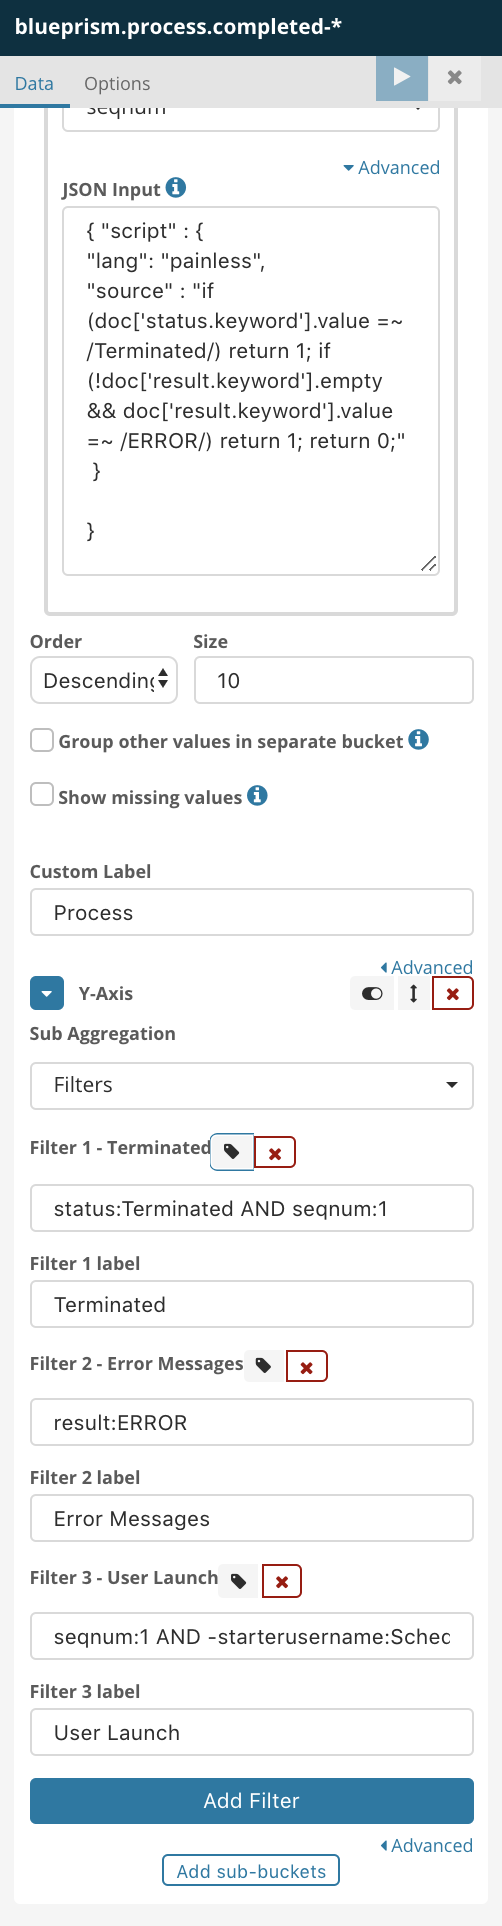 blueprism.process.completed-*
Data
Options
seqnum
Advanced
JSON Input
{ "script" : {
"lang": "painless",
"source" : "if
(doc['status.keyword'].value =~
/Terminated/) return 1; if
(!doc['result.keyword'].empty
&& doc['result.keyword'].value
=~ /ERROR/) return 1; return 0;"
}
}
Order
Size
Descending
10
Group other values in separate bucket
Show missing values
Custom Label
Process
Advanced
Y-Axis
Sub Aggregation
Filters
Filter 1 - Terminated
status:Terminated AND seqnum:1
Filter 1 label
Terminated
Filter 2 - Error Messages
result:ERROR
Filter 2 label
Error Messages
Filter 3 - User Launch
seqnum:1 AND -starterusername:Sched
Filter 3 label
User Launch
Add Filter
Advanced
Add sub-buckets